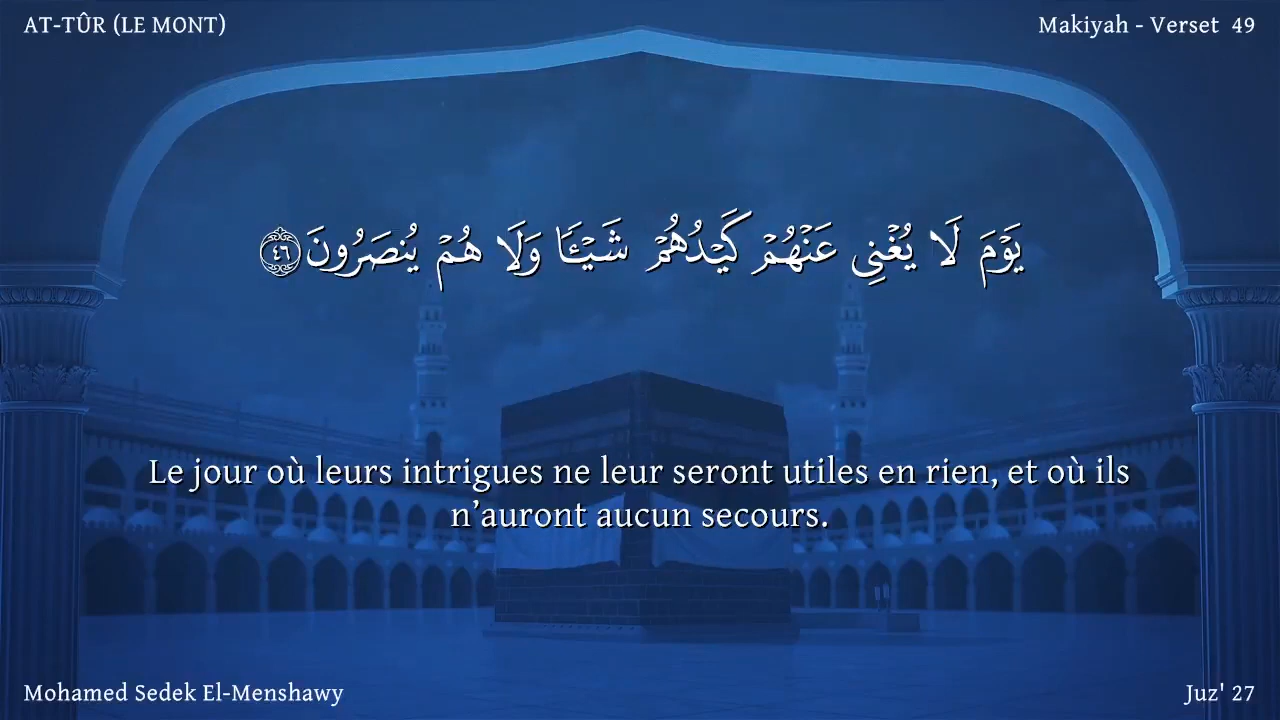 AT-TÛR (LE MONT)
Makiyah - Verset 49
يَوْمَ لَا يُغْنِى عَنْهُمْ كَيْدُهُمْ شَيْـًٔا وَلَا هُمْ يُنصَرُونَ ٤٦
Le jour où leurs intrigues ne leur seront utiles en rien, et où ils
n’auront aucun secours.
Mohamed Sedek El-Menshawy
Juz' 27